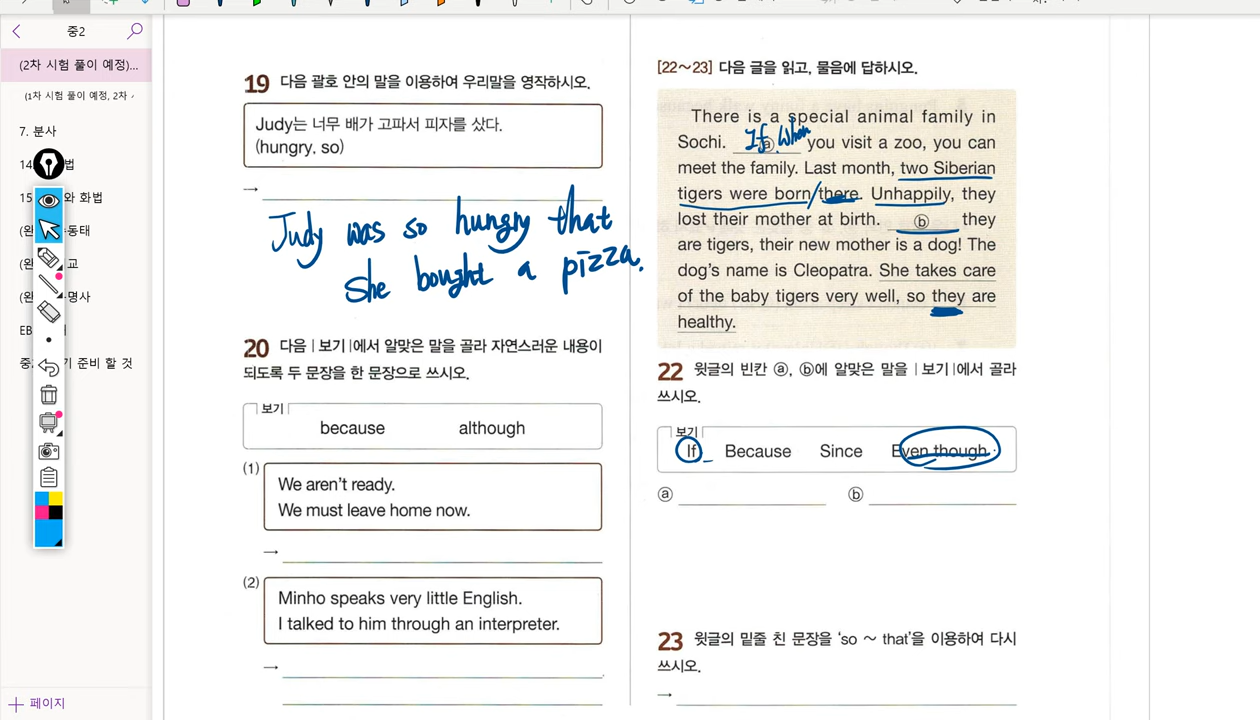 중2
(2차 시험 풀이 예정)...
(1차 시험 풀이 예정, 2차
7. 분사
14
법
15
와 화법
(완
동태
(완
교
(완
명사
EB
중
기 준비 할 것
페이지
19 다음 괄호 안의 말을 이용하여 우리말을 영작하시오.
Judy는 너무 배가 고파서 피자를 샀다.
(hungry, so)
→
Judy was so hungry that
she bought a pizza.
20 다음 |보기|에서 알맞은 말을 골라 자연스러운 내용이
되도록 두 문장을 한 문장으로 쓰시오.
보기
because although
(1)
We aren't ready.
We must leave home now.
→
(2)
Minho speaks very little English.
I talked to him through an interpreter.
→
[22~23] 다음 글을 읽고, 물음에 답하시오.
There is a special animal family in
If. When
Sochi. ⓐ you visit a zoo, you can
meet the family. Last month, two Siberian
tigers were born/there. Unhappily, they
lost their mother at birth. ⓑ they
are tigers, their new mother is a dog! The
dog's name is Cleopatra. She takes care
of the baby tigers very well, so they are
healthy.
22 윗글의 빈칸 ⓐ, ⓑ에 알맞은 말을 |보기|에서 골라
쓰시오.
보기
If Because Since Even though
ⓐ ⓑ
23 윗글의 밑줄 친 문장을 'so ~ that'을 이용하여 다시
쓰시오.
→